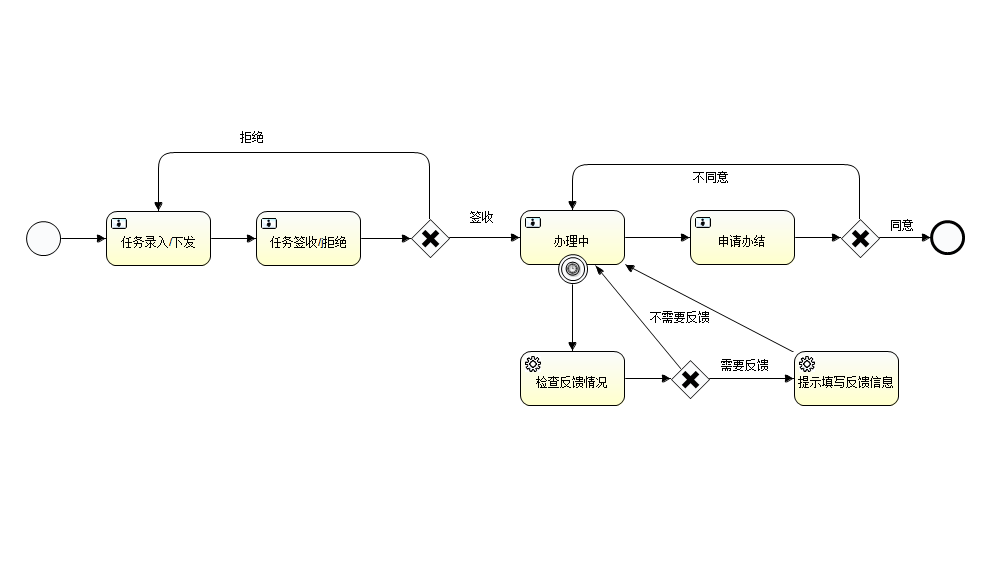 拒绝
不同意
签收
同意
任务录入/下发
任务签收/拒绝
办理中
申请办结
不需要反馈
需要反馈
检查反馈情况
提示填写反馈信息